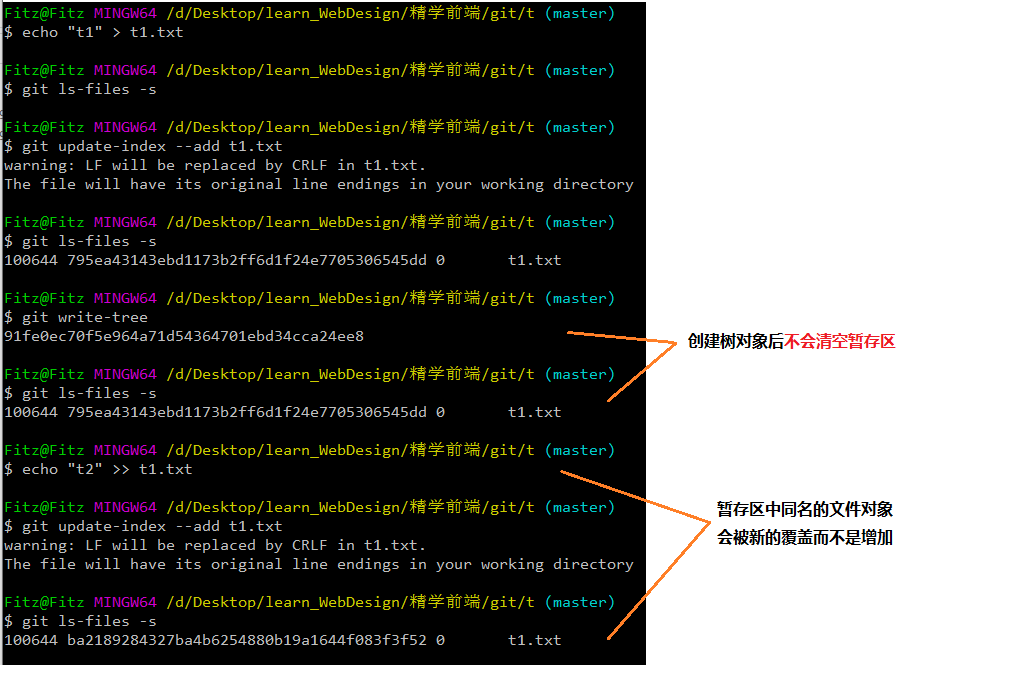 Fitz@Fitz MINGW64 /d/Desktop/learn_WebDesign/精学前端/git/t (master)
$ echo "t1" > t1.txt
Fitz@Fitz MINGW64 /d/Desktop/learn_WebDesign/精学前端/git/t (master)
$ git ls-files -s
Fitz@Fitz MINGW64 /d/Desktop/learn_WebDesign/精学前端/git/t (master)
$ git update-index --add t1.txt
warning: LF will be replaced by CRLF in t1.txt.
The file will have its original line endings in your working directory
Fitz@Fitz MINGW64 /d/Desktop/learn_WebDesign/精学前端/git/t (master)
$ git ls-files -s
100644 795ea43143ebd1173b2ff6d1f24e7705306545dd 0 t1.txt
Fitz@Fitz MINGW64 /d/Desktop/learn_WebDesign/精学前端/git/t (master)
$ git write-tree
91fe0ec70f5e964a71d54364701ebd34cca24ee8
创建树对象后不会清空暂存区
Fitz@Fitz MINGW64 /d/Desktop/learn_WebDesign/精学前端/git/t (master)
$ git ls-files -s
100644 795ea43143ebd1173b2ff6d1f24e7705306545dd 0 t1.txt
Fitz@Fitz MINGW64 /d/Desktop/learn_WebDesign/精学前端/git/t (master)
$ echo "t2" >> t1.txt
暂存区中同名的文件对象
会被新的覆盖而不是增加
Fitz@Fitz MINGW64 /d/Desktop/learn_WebDesign/精学前端/git/t (master)
$ git update-index --add t1.txt
warning: LF will be replaced by CRLF in t1.txt.
The file will have its original line endings in your working directory
Fitz@Fitz MINGW64 /d/Desktop/learn_WebDesign/精学前端/git/t (master)
$ git ls-files -s
100644 ba2189284327ba4b6254880b19a1644f083f3f52 0 t1.txt